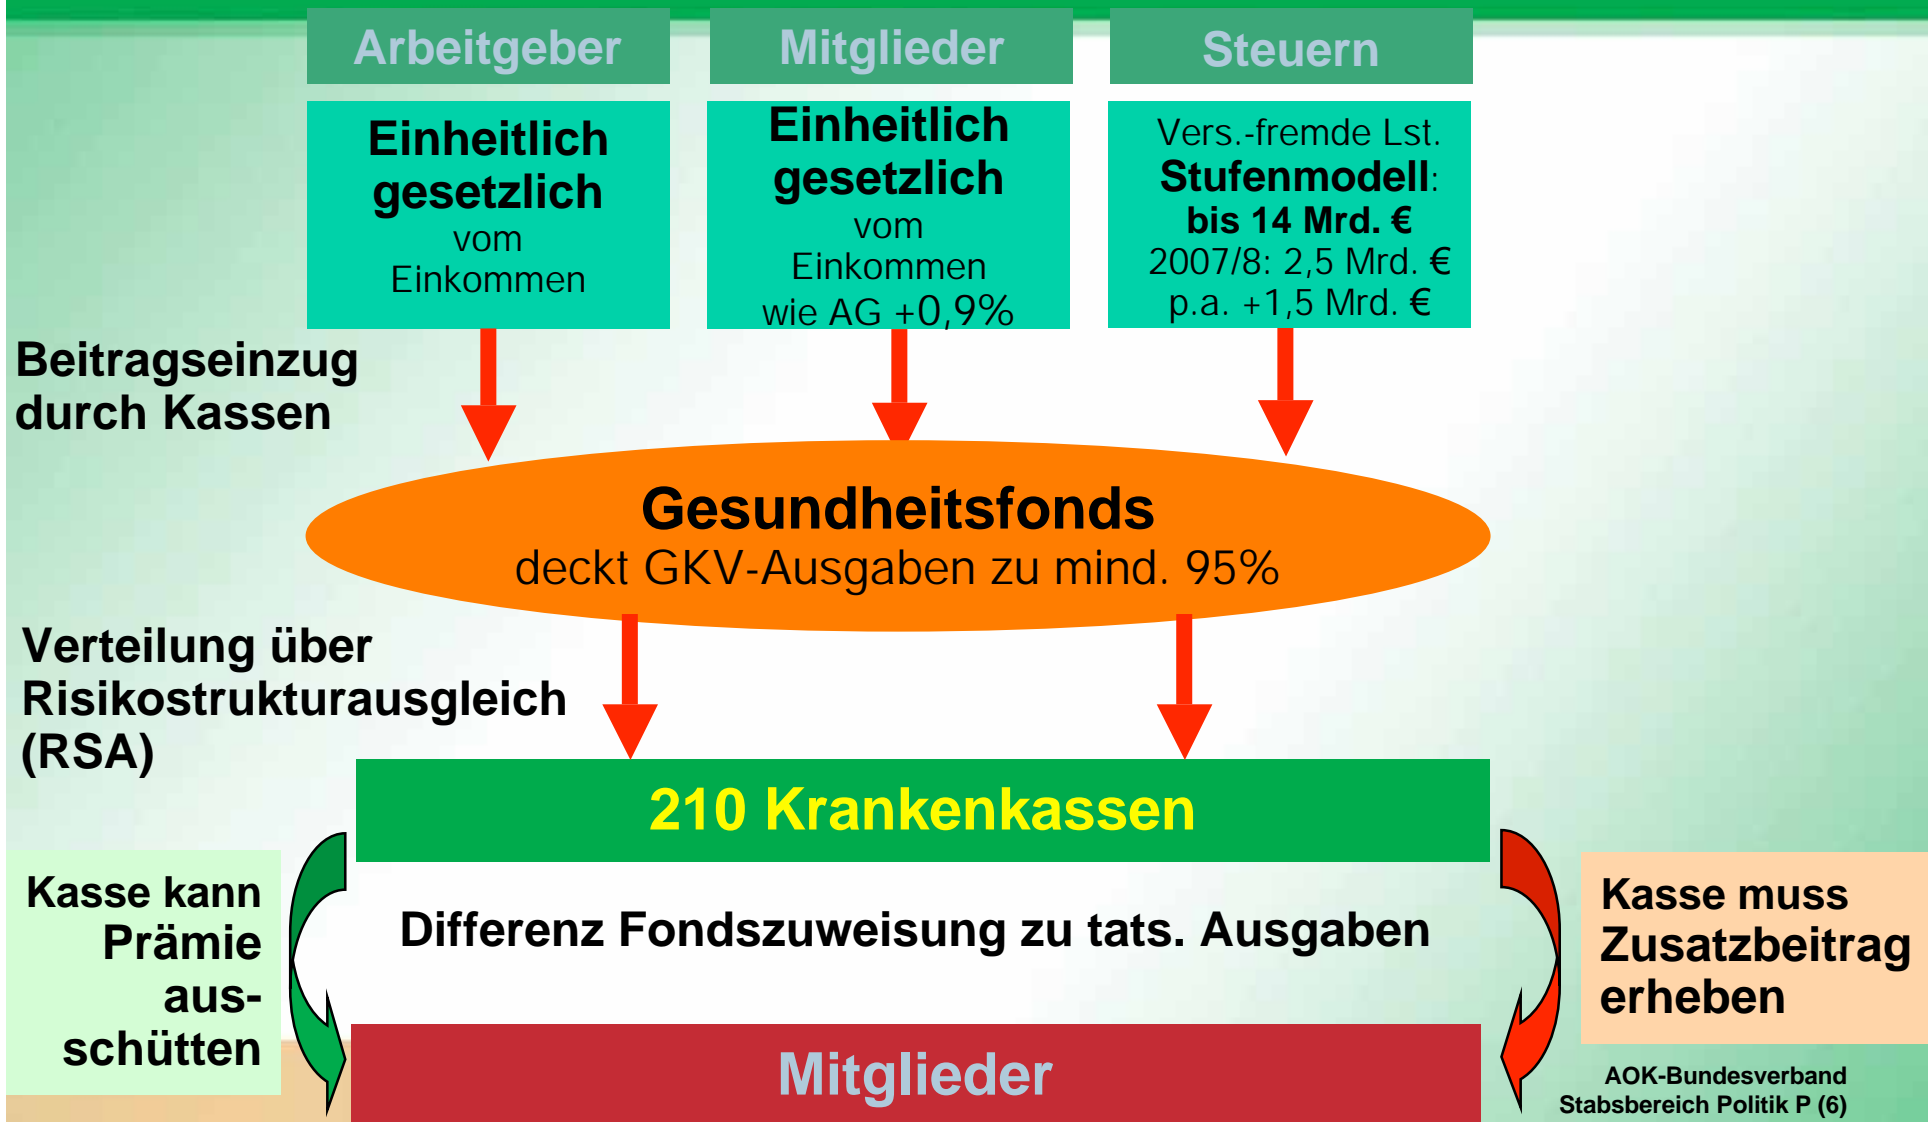 Arbeitgeber
Mitglieder
Steuern
Einheitlich
gesetzlich
vom
Einkommen
Einheitlich
gesetzlich
vom
Einkommen
wie AG +0,9%
Vers.-fremde Lst.
Stufenmodell:
bis 14 Mrd. €
2007/8: 2,5 Mrd. €
p.a. +1,5 Mrd. €
Beitragseinzug
durch Kassen
Gesundheitsfonds
deckt GKV-Ausgaben zu mind. 95%
Verteilung über
Risikostrukturausgleich
(RSA)
210 Krankenkassen
Kasse kann
Prämie
aus-
schütten
Differenz Fondszuweisung zu tats. Ausgaben
Kasse muss
Zusatzbeitrag
erheben
Mitglieder
AOK-Bundesverband
Stabsbereich Politik P (6)